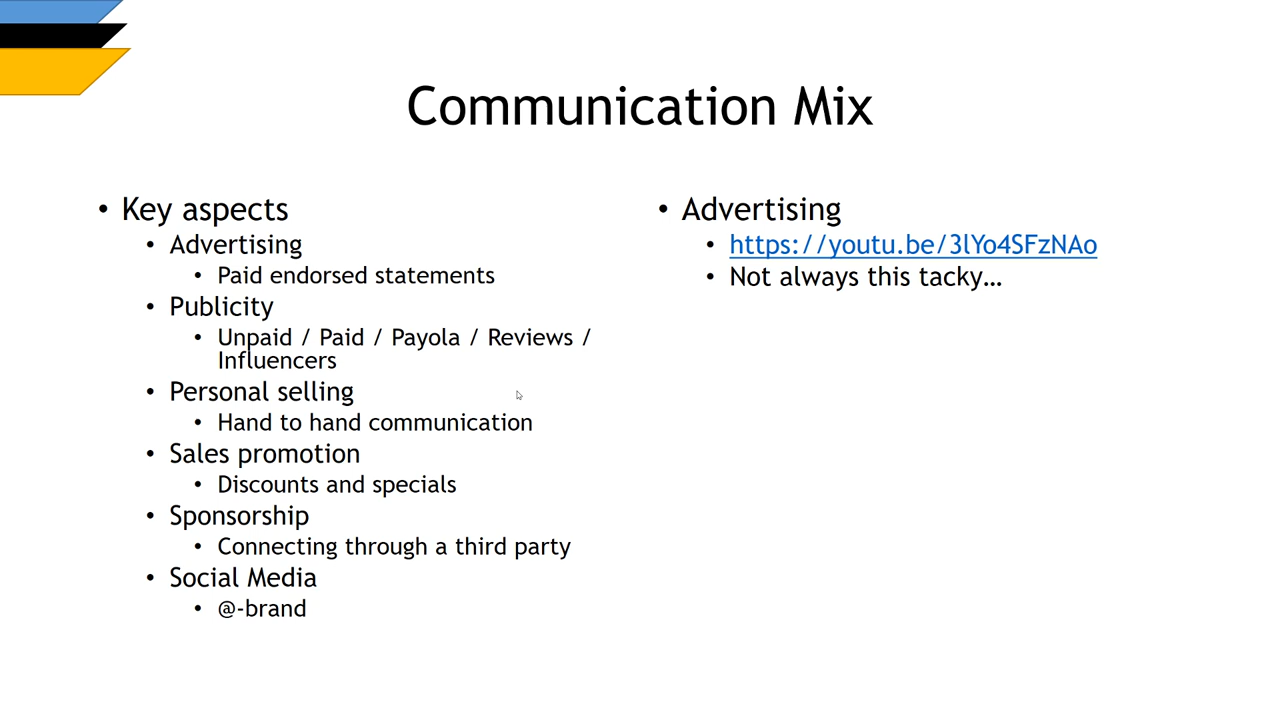 Communication Mix
• Key aspects
• Advertising
• Paid endorsed statements
• Publicity
• Unpaid / Paid / Payola / Reviews /
Influencers
• Personal selling
• Hand to hand communication
• Sales promotion
• Discounts and specials
• Sponsorship
• Connecting through a third party
• Social Media
• @-brand
• Advertising
• https://youtu.be/3lYo4SFzNAo
• Not always this tacky…